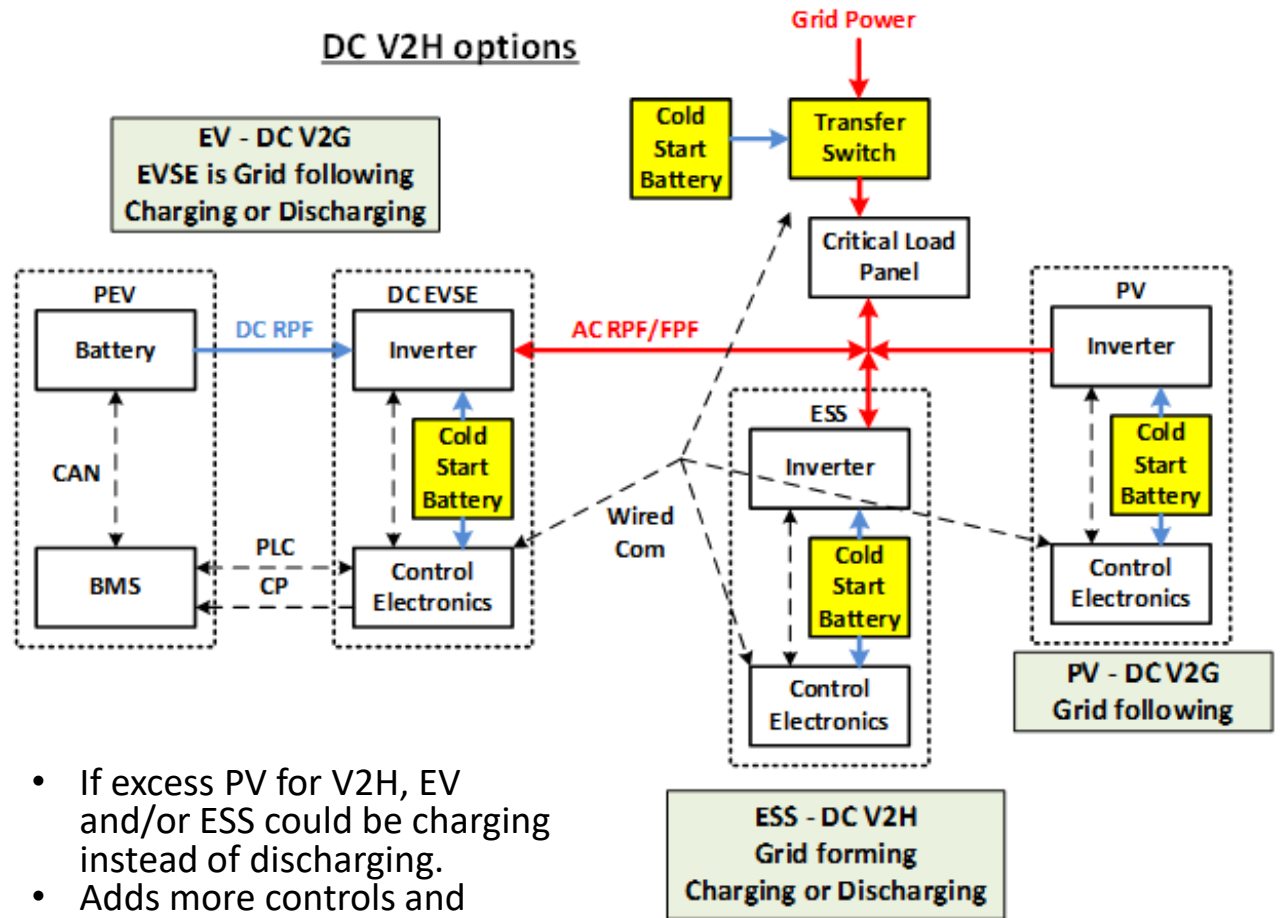 Grid Power
DC V2H options
Cold
Start
Battery
Transfer
Switch
EV - DC V2G
EVSE is Grid following
Charging or Discharging
Critical Load
Panel
PEV
DC EVSE
PV
Battery
DC RPF
Inverter
AC RPF/FPF
Inverter
ESS
Cold
Start
Battery
Inverter
Cold
Start
Battery
CAN
Wired
Com
PLC
CP
BMS
Control
Electronics
Cold
Start
Battery
Control
Electronics
Control
Electronics
PV - DC V2G
Grid following
• If excess PV for V2H, EV
and/or ESS could be charging
instead of discharging.
• Adds more controls and
ESS - DC V2H
Grid forming
Charging or Discharging